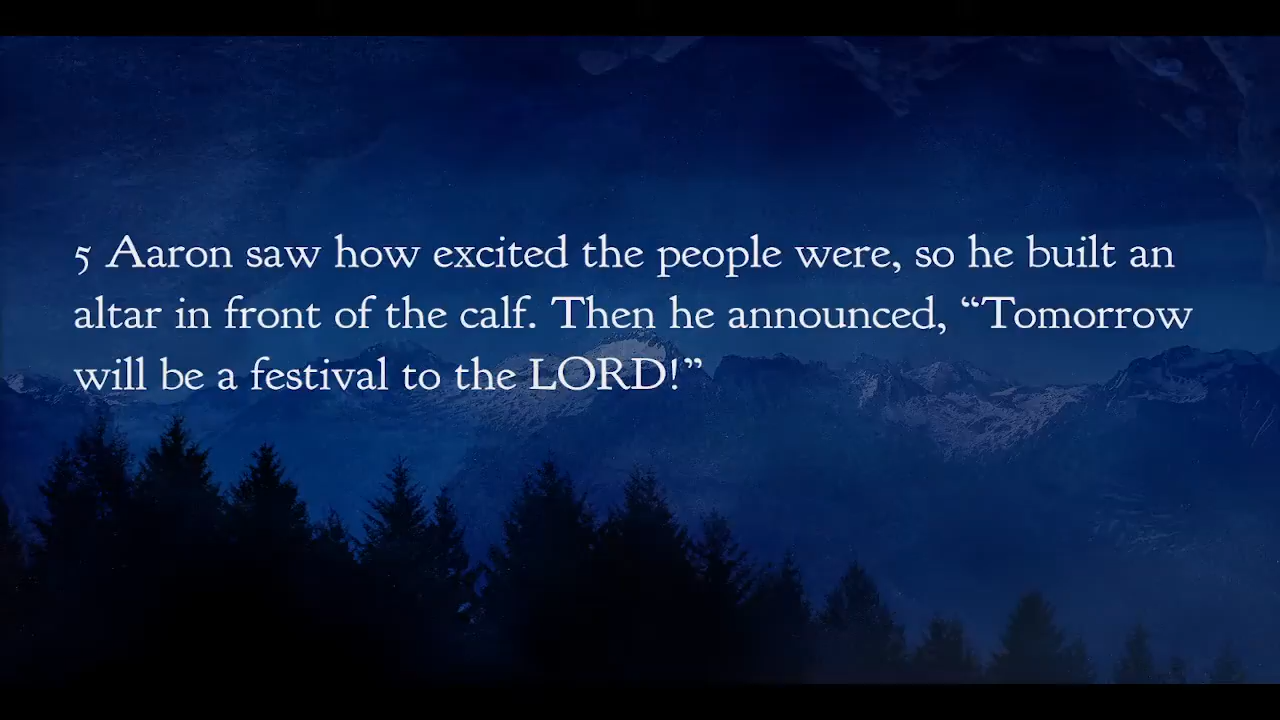 5 Aaron saw how excited the people were, so he built an
altar in front of the calf. Then he announced, “Tomorrow
will be a festival to the LORD!”